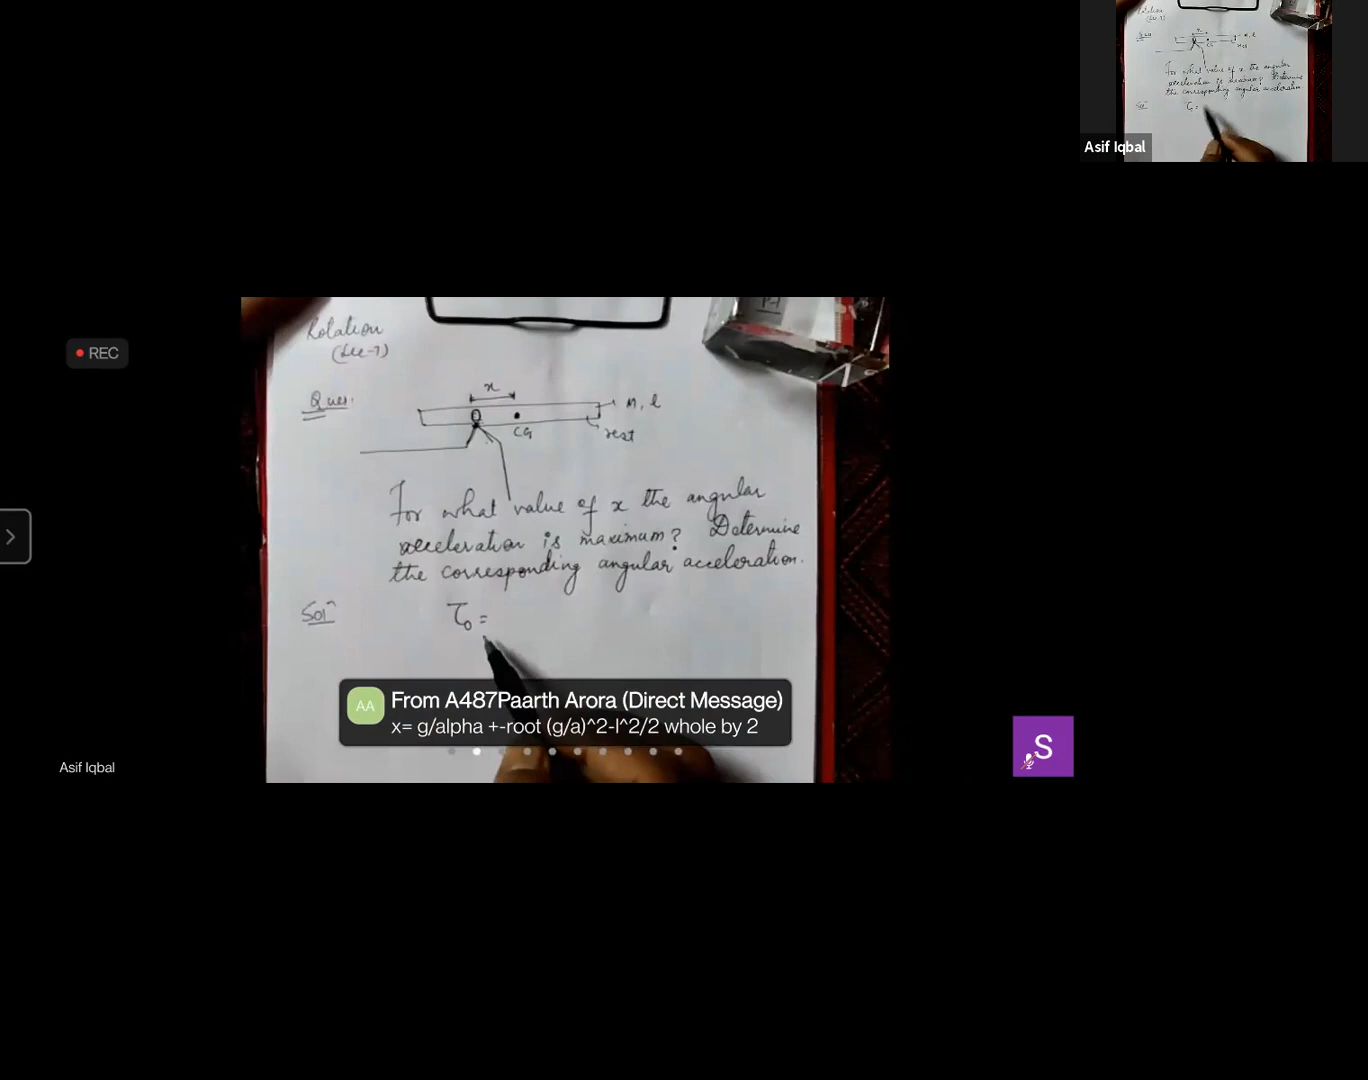 Asif Iqbal
REC
Rotation
(Lec-7)
P-1
Ques.
x
M, l
CG
rest
For what value of x the angular
acceleration is maximum? Determine
the corresponding angular acceleration.
Solⁿ
τ₀ =
AA
From A487Paarth Arora (Direct Message)
x= g/alpha +-root (g/a)^2-l^2/2 whole by 2
Asif Iqbal
S